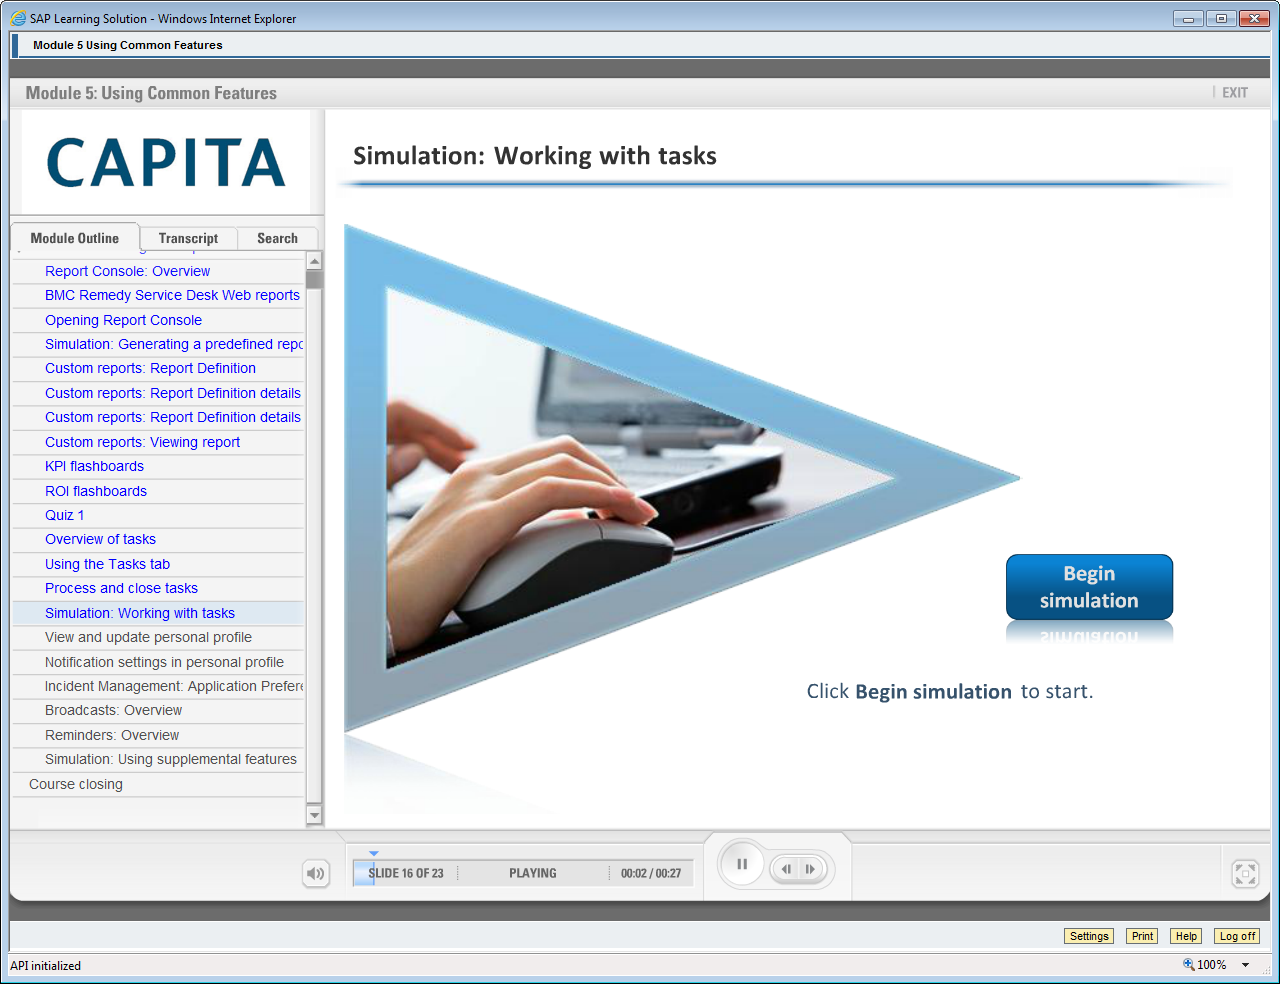 SAP Learning Solution - Windows Internet Explorer
Module 5 Using Common Features
Module 5: Using Common Features
EXIT
CAPITA
Module Outline
Transcript
Search
Report Console: Overview
BMC Remedy Service Desk Web reports
Opening Report Console
Simulation: Generating a predefined repo
Custom reports: Report Definition
Custom reports: Report Definition details
Custom reports: Report Definition details
Custom reports: Viewing report
KPI flashboards
ROI flashboards
Quiz 1
Overview of tasks
Using the Tasks tab
Process and close tasks
Simulation: Working with tasks
View and update personal profile
Notification settings in personal profile
Incident Management: Application Prefere
Broadcasts: Overview
Reminders: Overview
Simulation: Using supplemental features
Course closing
Simulation: Working with tasks
Begin
simulation
Click Begin simulation to start.
SLIDE 16 OF 23
PLAYING
00:02 / 00:27
Settings
Print
Help
Log off
API initialized
100%